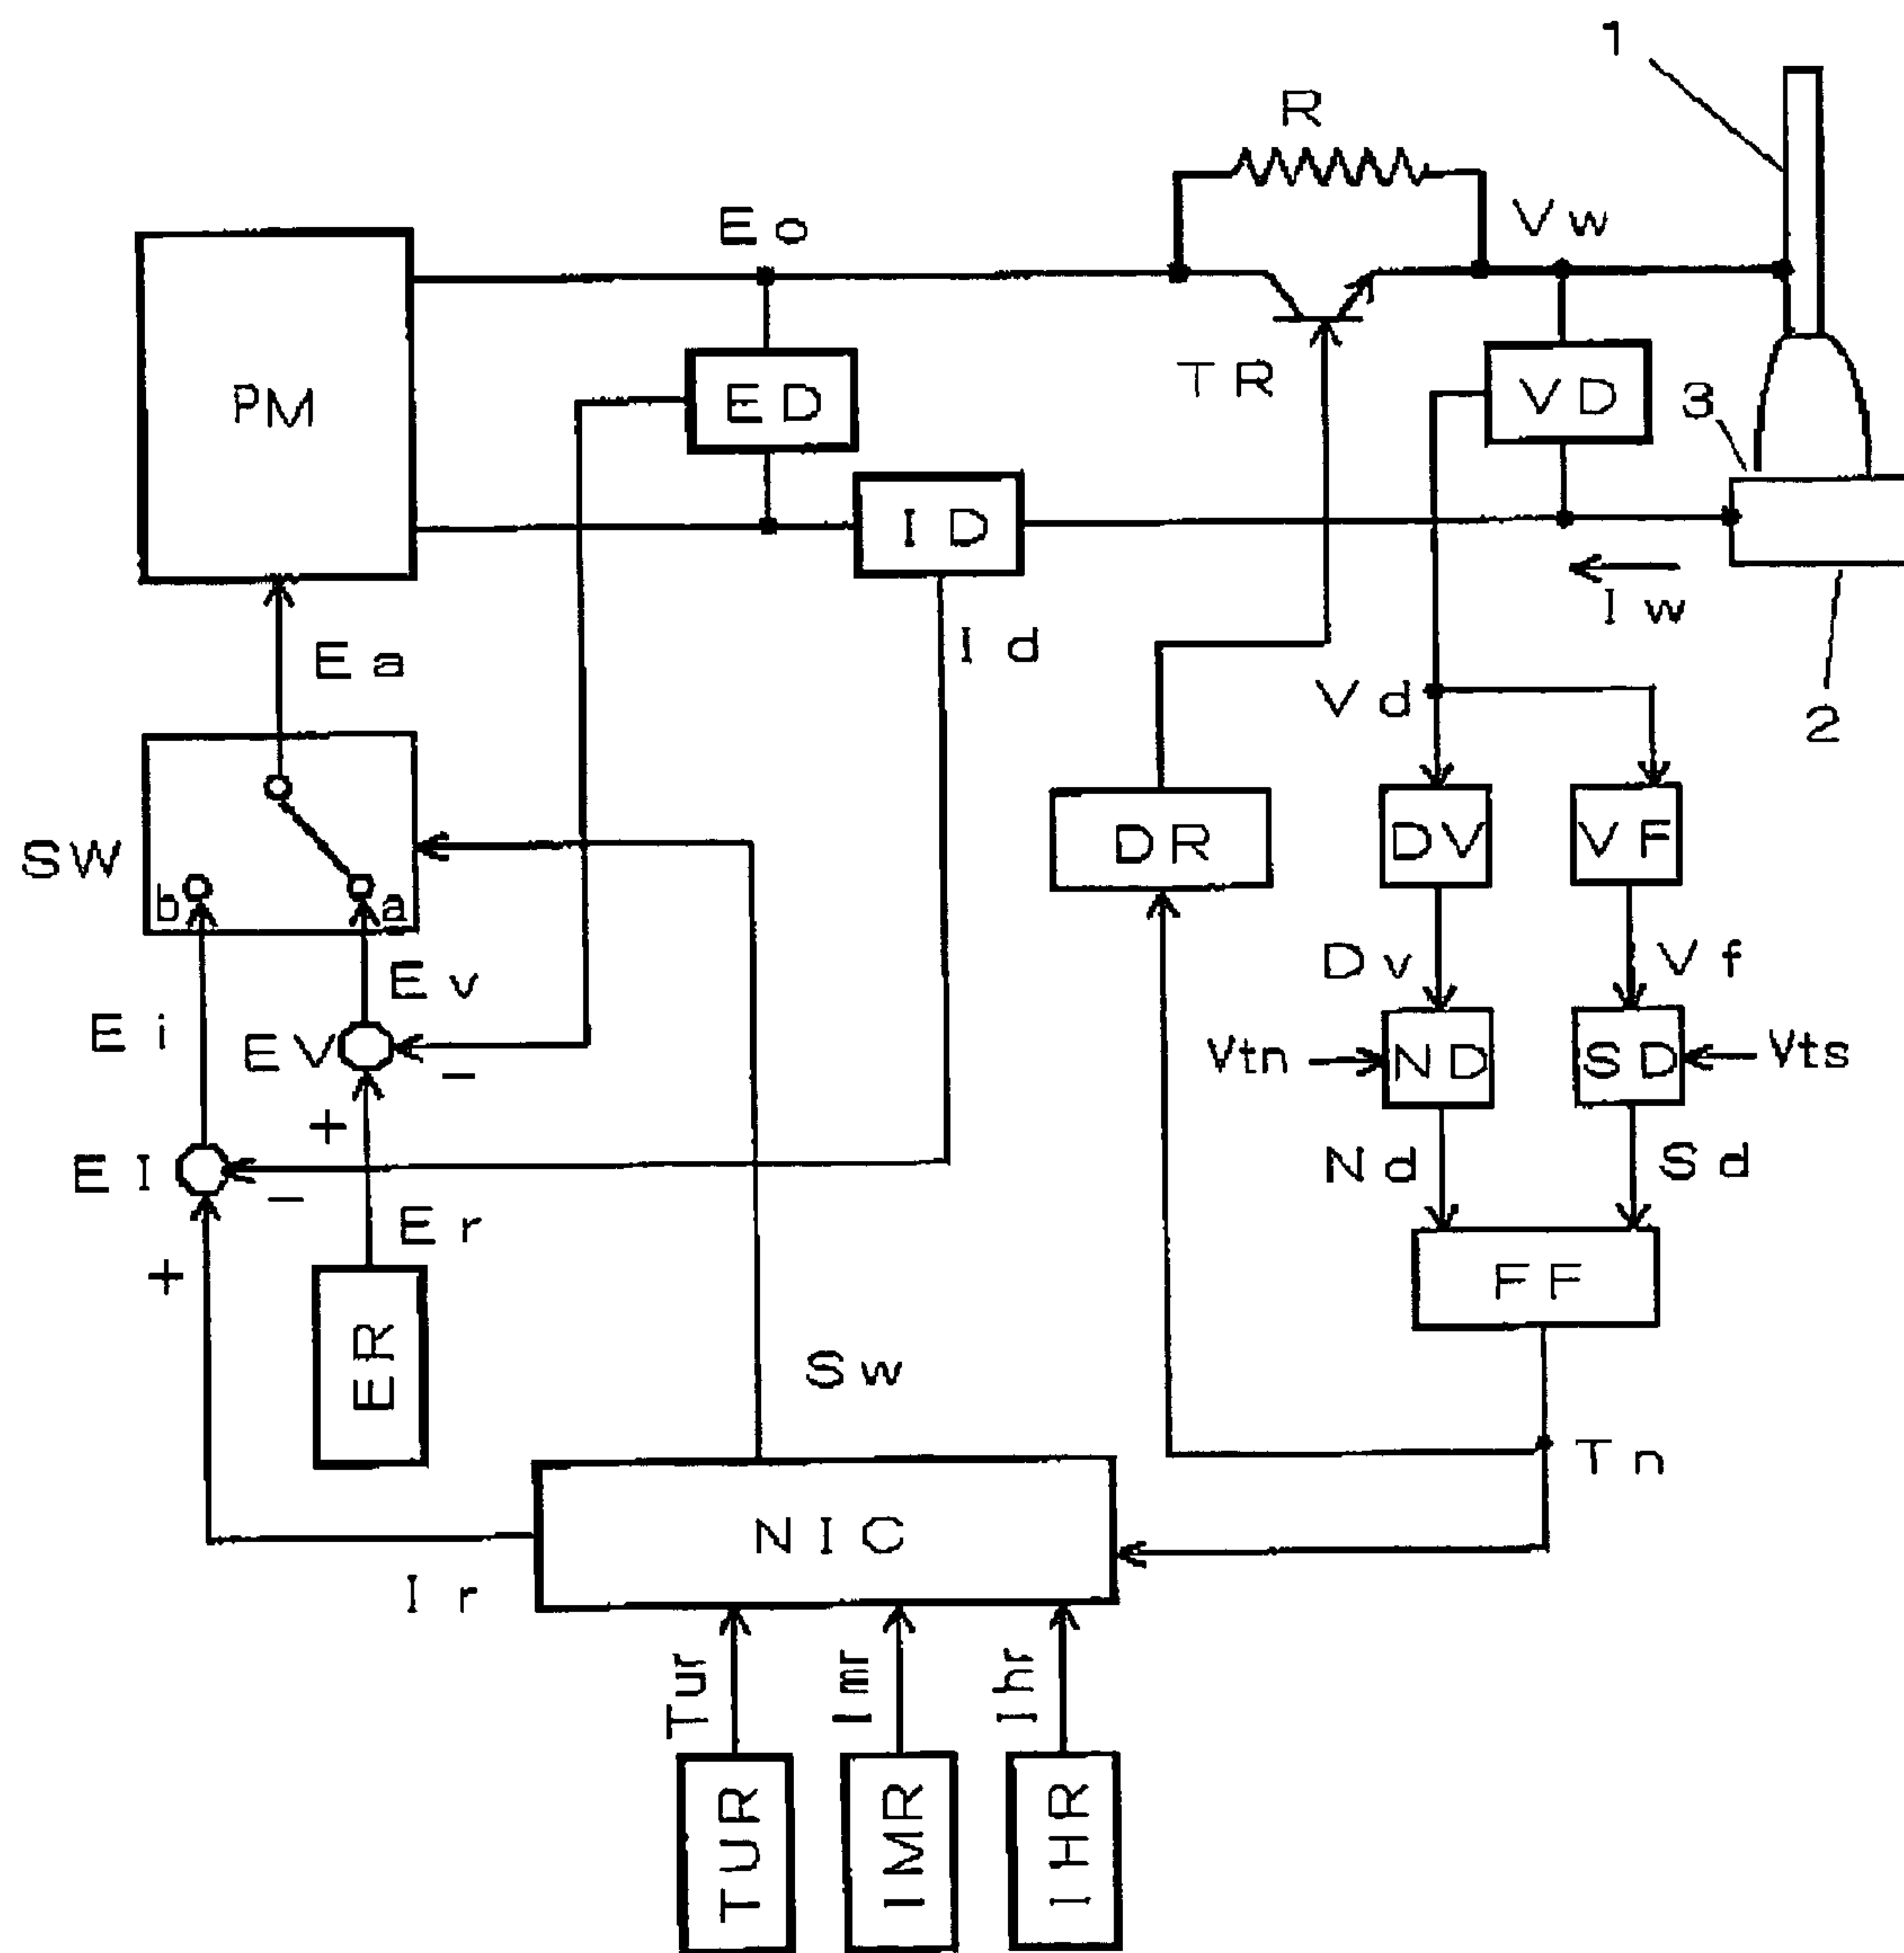 1
R
Eo
Vw
PM
ED
TR
VD
3
ID
Iw
Ea
Id
Vd
2
SW
b
a
DR
DV
VF
Ev
Dv
Vf
Ei
EV
-
Vtn
ND
SD
Vts
+
EI
-
Nd
Sd
Er
+
FF
ER
Sw
Tn
NIC
Ir
Tur
Imr
Ihr
TUR
IMR
IHR